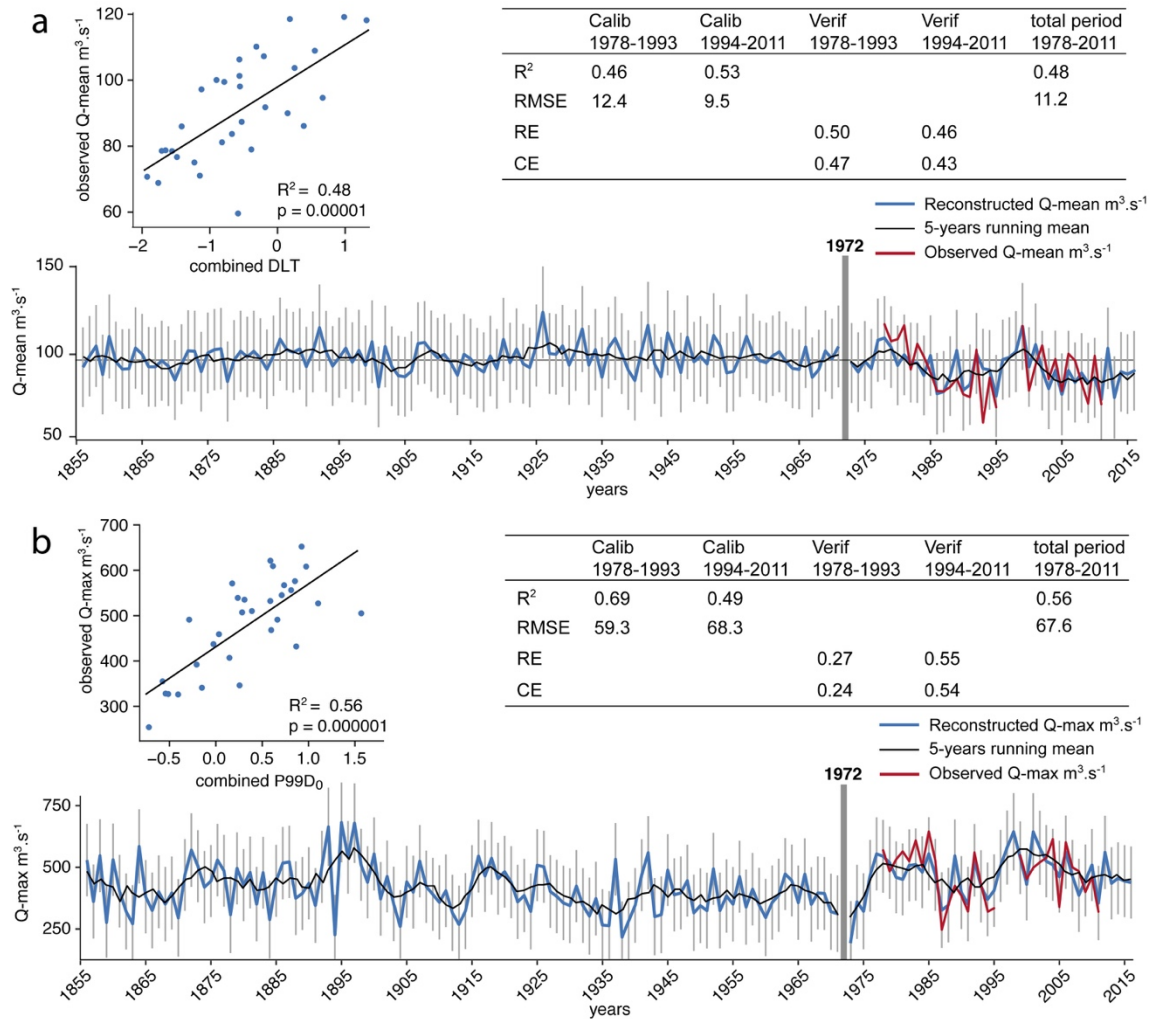 a
120
100
80
60
observed Q-mean m³.s⁻¹
R² = 0.48
p = 0.00001
−2 −1 0 1
combined DLT
Calib Calib Verif Verif total period
1978-1993 1994-2011 1978-1993 1994-2011 1978-2011
R² 0.46 0.53 0.48
RMSE 12.4 9.5 11.2
RE 0.50 0.46
CE 0.47 0.43
Reconstructed Q-mean m³.s⁻¹
5-years running mean
Observed Q-mean m³.s⁻¹
1972
150
100
50
Q-mean m³.s⁻¹
1855 1865 1875 1885 1895 1905 1915 1925 1935 1945 1955 1965 1975 1985 1995 2005 2015
years
b
700
600
500
400
300
observed Q-max m³.s⁻¹
R² = 0.56
p = 0.000001
−0.5 0.0 0.5 1.0 1.5
combined P99D₀
Calib Calib Verif Verif total period
1978-1993 1994-2011 1978-1993 1994-2011 1978-2011
R² 0.69 0.49 0.56
RMSE 59.3 68.3 67.6
RE 0.27 0.55
CE 0.24 0.54
Reconstructed Q-max m³.s⁻¹
5-years running mean
Observed Q-max m³.s⁻¹
1972
750
500
250
Q-max m³.s⁻¹
1855 1865 1875 1885 1895 1905 1915 1925 1935 1945 1955 1965 1975 1985 1995 2005 2015
years